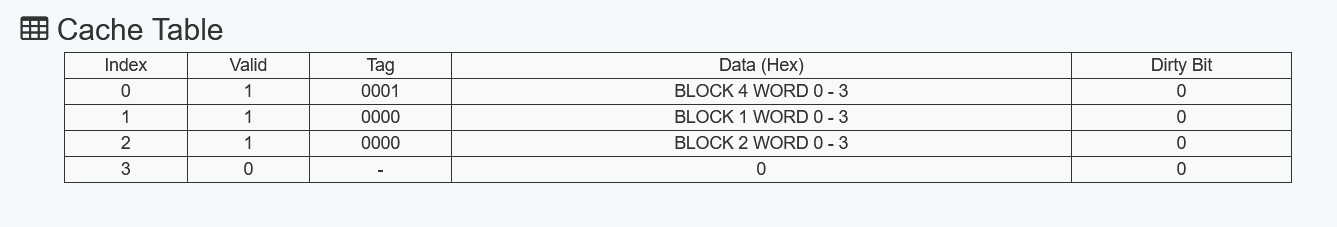 Cache Table
Index Valid Tag Data (Hex) Dirty Bit
0 1 0001 BLOCK 4 WORD 0 - 3 0
1 1 0000 BLOCK 1 WORD 0 - 3 0
2 1 0000 BLOCK 2 WORD 0 - 3 0
3 0 - 0 0